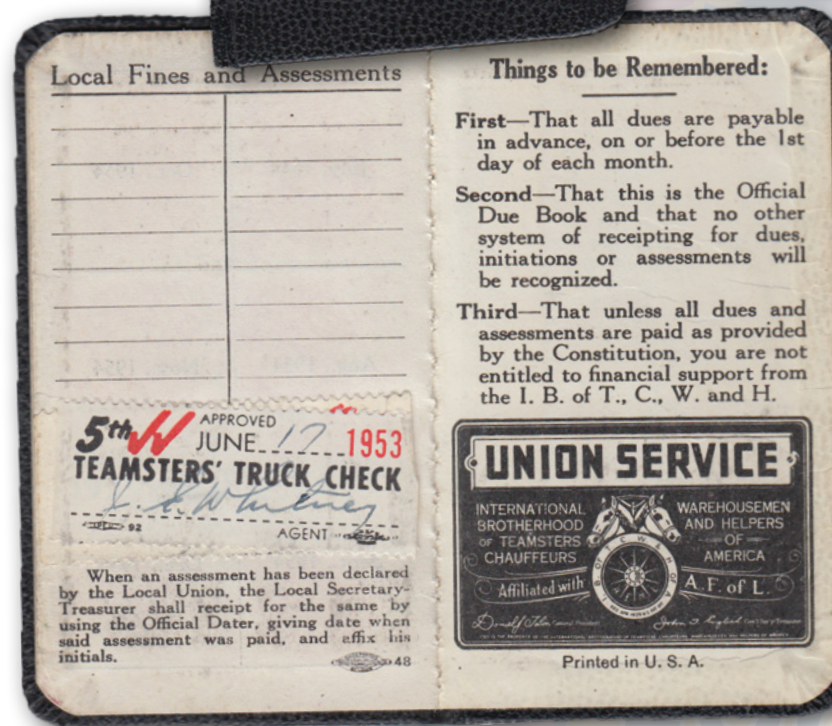 Local Fines and Assessments
5th APPROVED
JUNE 17 1953
TEAMSTERS' TRUCK CHECK
Whitney
92
AGENT
When an assessment has been declared
by the Local Union, the Local Secretary-
Treasurer shall receipt for the same by
using the Official Dater, giving date when
said assessment was paid, and affix his
initials.
48
Things to be Remembered:
First—That all dues are payable
in advance, on or before the 1st
day of each month.
Second—That this is the Official
Due Book and that no other
system of receipting for dues,
initiations or assessments will
be recognized.
Third—That unless all dues and
assessments are paid as provided
by the Constitution, you are not
entitled to financial support from
the I. B. of T., C., W. and H.
UNION SERVICE
INTERNATIONAL
BROTHERHOOD
OF TEAMSTERS
CHAUFFEURS
WAREHOUSEMEN
AND HELPERS
OF
AMERICA
Affiliated with A. F. of L.
Printed in U. S. A.